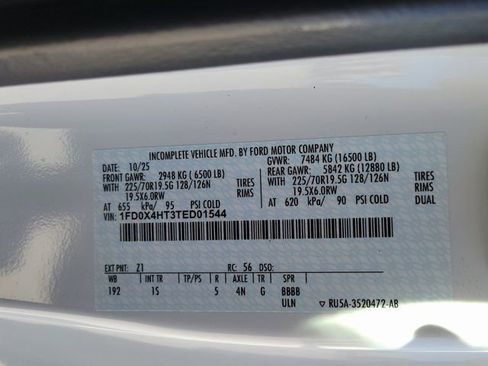 INCOMPLETE VEHICLE MFD. BY FORD MOTOR COMPANY
10/25 GVWR: 7484 KG (16500 LB)
FRONT GAWR: 2948 KG ( 6500 LB) REAR GAWR: 5842 KG (12880 LB)
WITH WITH
225/70R19.5G 128/126N TIRES 225/70R19.5G 128/126N TIRES
19.5X6.0RW RIMS 19.5X6.0RW RIMS
AT 655 kPa/ 95 PSI COLD AT 620 kPa/ 90 PSI COLD DUAL
VIN: 1FD0X4HT3TED01544
EXT PNT: Z1 RC: 56 DSO:
WB INT TR TP/PS R AXLE TR SPR
192 1S 5 4N G BBBB
ULN ▽ RU5A-3520472-AB